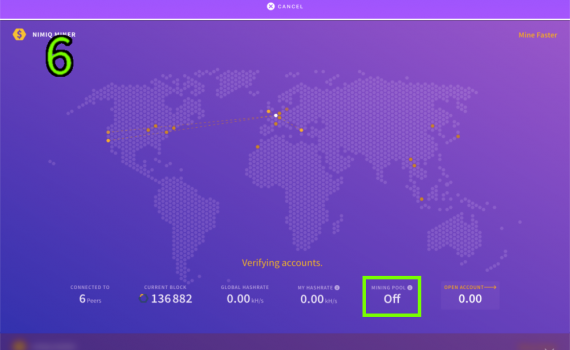 CANCEL
NIMIQ MINER
Mine Faster
6
Verifying accounts.
CONNECTED TO
6 Peers
CURRENT BLOCK
136882
GLOBAL HASHRATE
0.00 kH/s
MY HASHRATE
0.00 kH/s
MINING POOL
Off
OPEN ACCOUNT
0.00